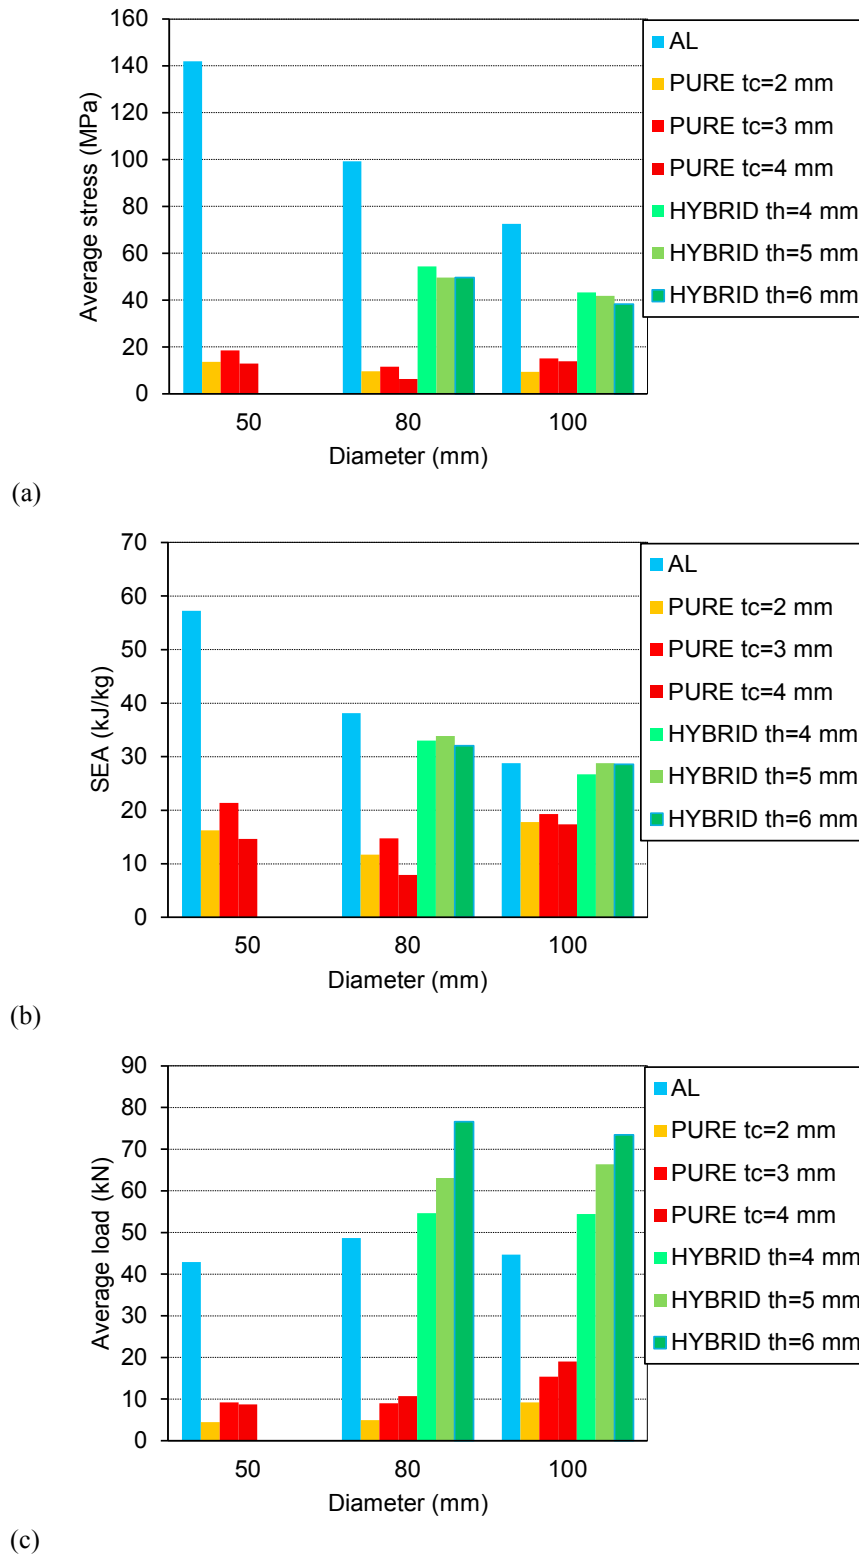 160
140
120
100
80
60
40
20
0
Average stress (MPa)
50 80 100
Diameter (mm)
AL
PURE tc=2 mm
PURE tc=3 mm
PURE tc=4 mm
HYBRID th=4 mm
HYBRID th=5 mm
HYBRID th=6 mm
(a)
70
60
50
40
30
20
10
0
SEA (kJ/kg)
50 80 100
Diameter (mm)
AL
PURE tc=2 mm
PURE tc=3 mm
PURE tc=4 mm
HYBRID th=4 mm
HYBRID th=5 mm
HYBRID th=6 mm
(b)
90
80
70
60
50
40
30
20
10
0
Average load (kN)
50 80 100
Diameter (mm)
AL
PURE tc=2 mm
PURE tc=3 mm
PURE tc=4 mm
HYBRID th=4 mm
HYBRID th=5 mm
HYBRID th=6 mm
(c)